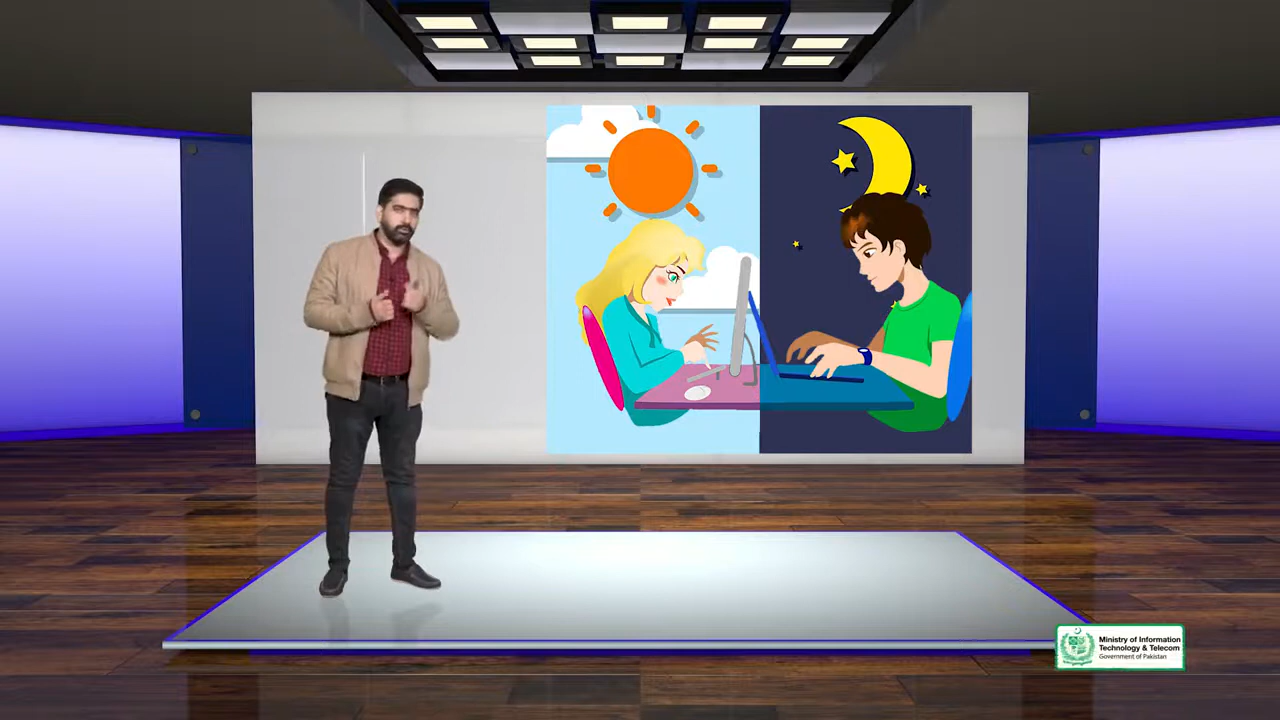 Ministry of Information
Technology & Telecom
Government of Pakistan